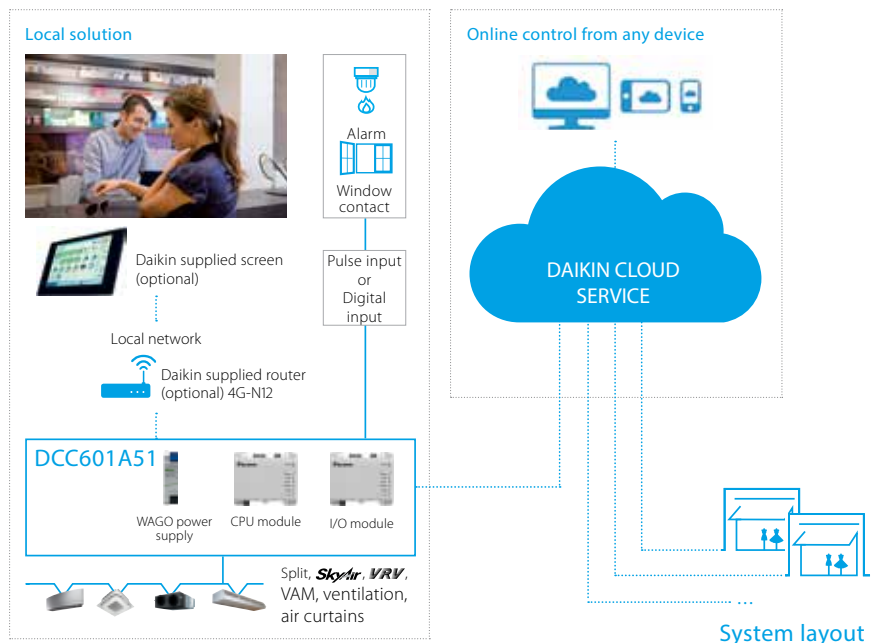 Local solution
Alarm
Window
contact
Daikin supplied screen
(optional)
Pulse input
or
Digital
input
Local network
Daikin supplied router
(optional) 4G-N12
DCC601A51
WAGO power
supply
CPU module
I/O module
Split, SkyAir, VRV,
VAM, ventilation,
air curtains
Online control from any device
DAIKIN CLOUD
SERVICE
...
System layout